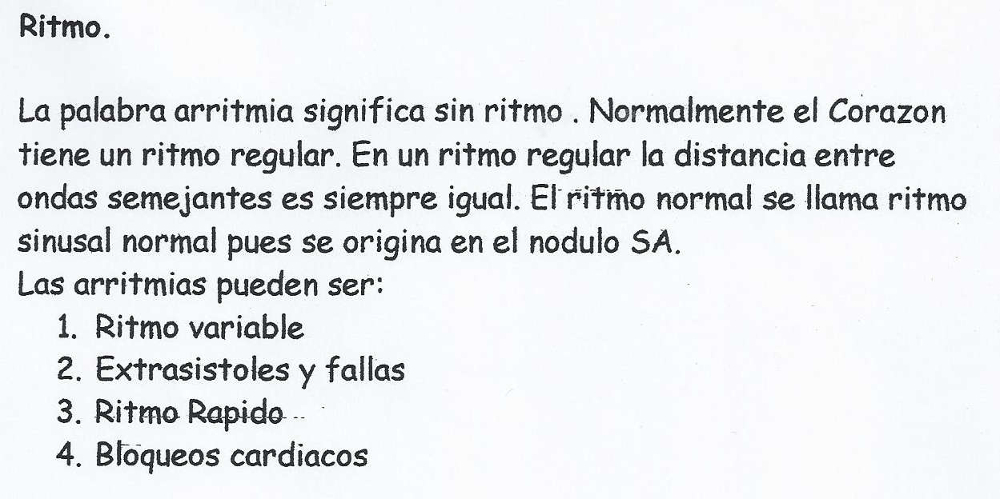 Ritmo.
La palabra arritmia significa sin ritmo . Normalmente el Corazon
tiene un ritmo regular. En un ritmo regular la distancia entre
ondas semejantes es siempre igual. El ritmo normal se llama ritmo
sinusal normal pues se origina en el nodulo SA.
Las arritmias pueden ser:
1. Ritmo variable
2. Extrasistoles y fallas
3. Ritmo Rapido
4. Bloqueos cardiacos